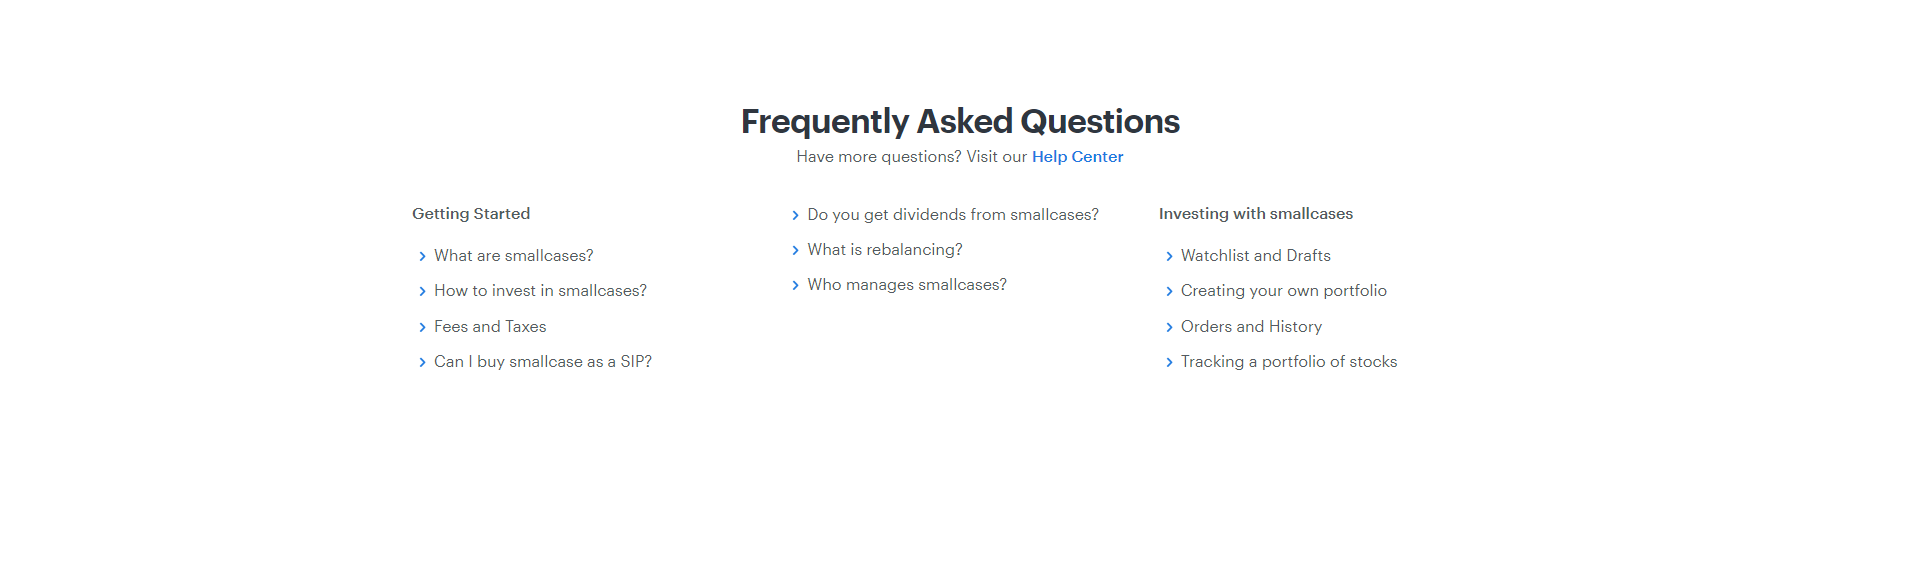 Frequently Asked Questions
Have more questions? Visit our Help Center
Getting Started
What are smallcases?
How to invest in smallcases?
Fees and Taxes
Can I buy smallcase as a SIP?
Do you get dividends from smallcases?
What is rebalancing?
Who manages smallcases?
Investing with smallcases
Watchlist and Drafts
Creating your own portfolio
Orders and History
Tracking a portfolio of stocks